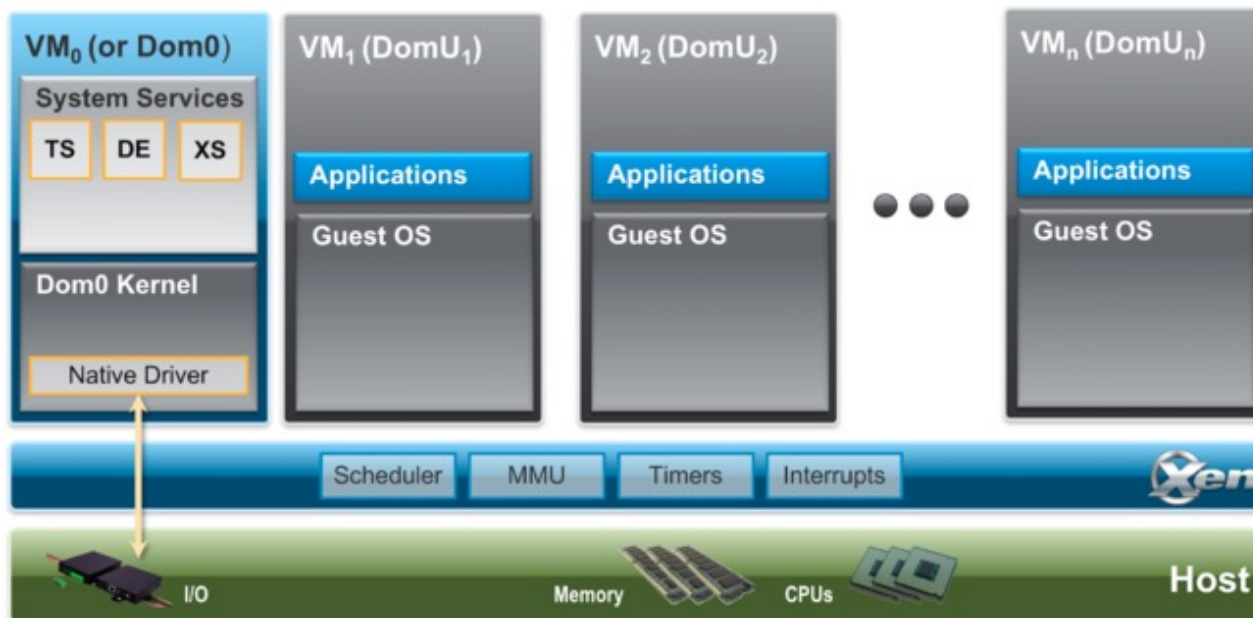 VM₀ (or Dom0)
System Services
TS DE XS
Dom0 Kernel
Native Driver
VM₁ (DomU₁)
Applications
Guest OS
VM₂ (DomU₂)
Applications
Guest OS
VMₙ (DomUₙ)
Applications
Guest OS
Scheduler MMU Timers Interrupts
Xen
I/O Memory CPUs Host